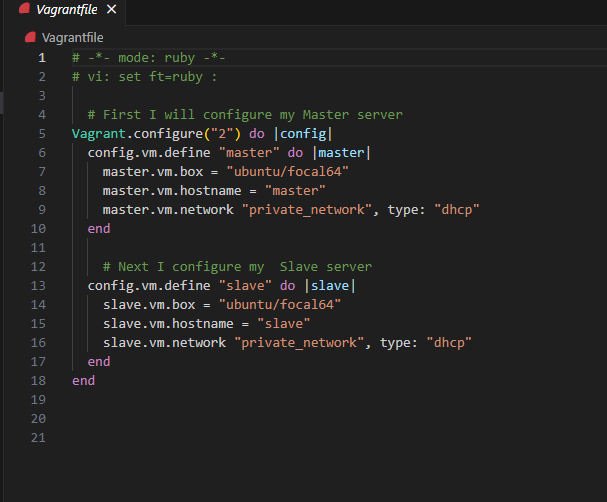 Vagrantfile ×
Vagrantfile
1 # -*- mode: ruby -*-
2 # vi: set ft=ruby :
3
4   # First I will configure my Master server
5 Vagrant.configure("2") do |config|
6   config.vm.define "master" do |master|
7     master.vm.box = "ubuntu/focal64"
8     master.vm.hostname = "master"
9     master.vm.network "private_network", type: "dhcp"
10   end
11
12     # Next I configure my  Slave server
13   config.vm.define "slave" do |slave|
14     slave.vm.box = "ubuntu/focal64"
15     slave.vm.hostname = "slave"
16     slave.vm.network "private_network", type: "dhcp"
17   end
18 end
19
20
21